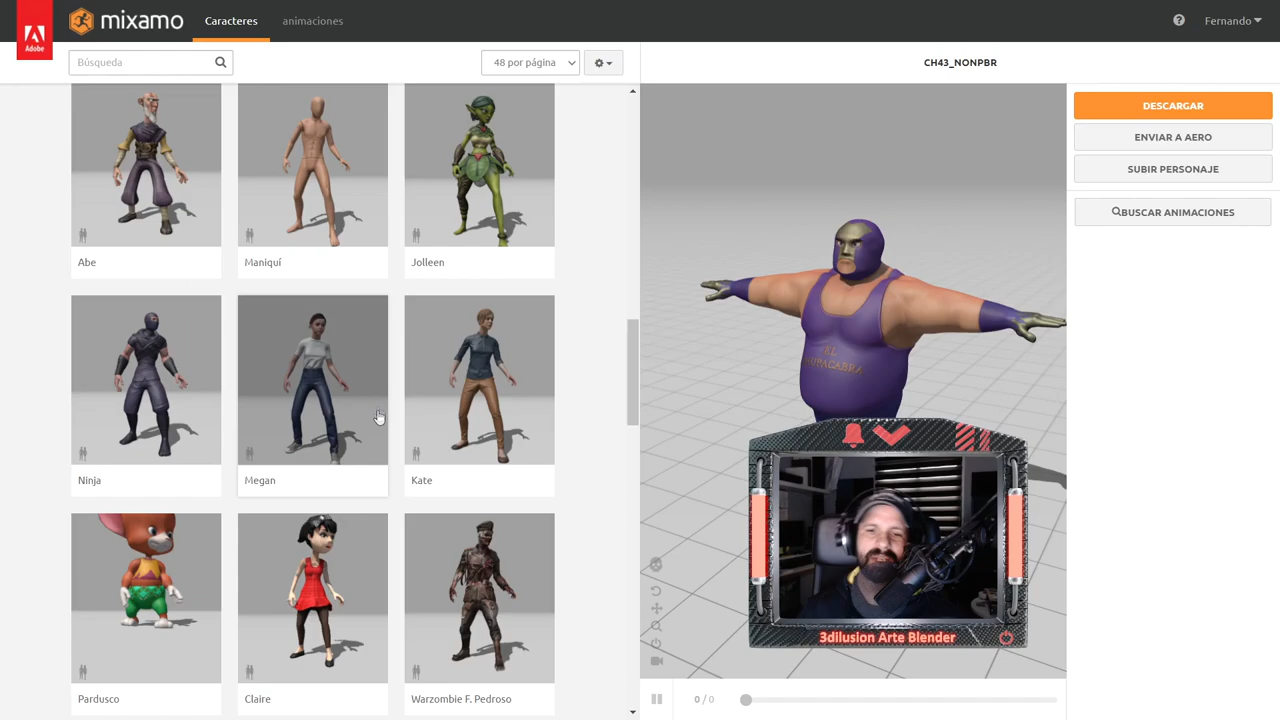 Adobe
mixamo
Caracteres
animaciones
Fernando
Búsqueda
48 por página
CH43_NONPBR
DESCARGAR
ENVIAR A AERO
SUBIR PERSONAJE
BUSCAR ANIMACIONES
Abe
Maniquí
Jolleen
Ninja
Megan
Kate
Pardusco
Claire
Warzombie F. Pedroso
EL
3dilusion Arte Blender
0 / 0